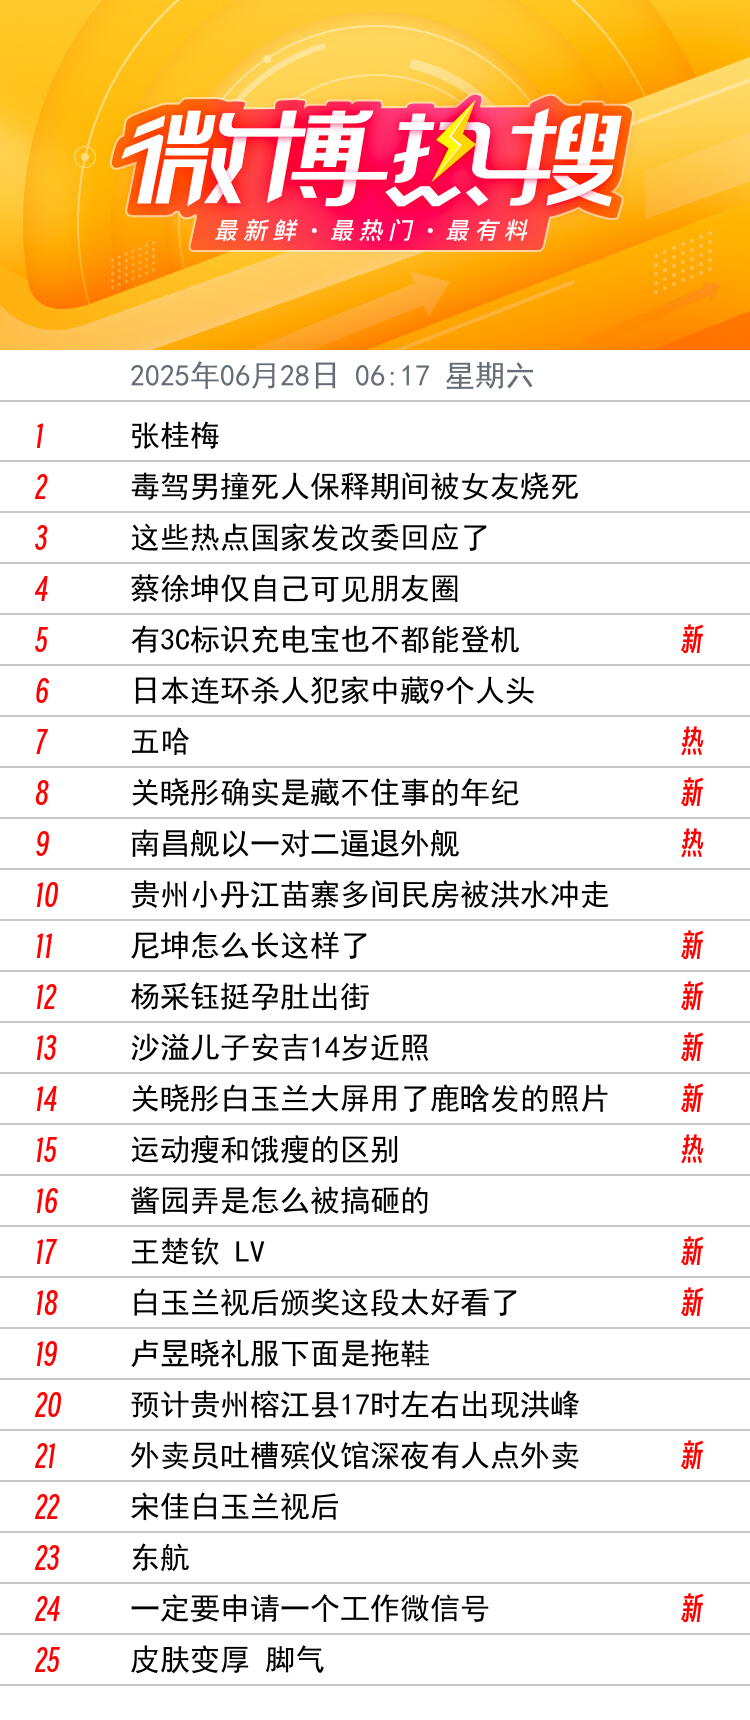 微博热搜
最新鲜·最热门·最有料
2025年06月28日 06:17 星期六
1 张桂梅
2 毒驾男撞死人保释期间被女友烧死
3 这些热点国家发改委回应了
4 蔡徐坤仅自己可见朋友圈
5 有3C标识充电宝也不都能登机 新
6 日本连环杀人犯家中藏9个人头
7 五哈 热
8 关晓彤确实是藏不住事的年纪 新
9 南昌舰以一对二逼退外舰 热
10 贵州小丹江苗寨多间民房被洪水冲走
11 尼坤怎么长这样了 新
12 杨采钰挺孕肚出街 新
13 沙溢儿子安吉14岁近照 新
14 关晓彤白玉兰大屏用了鹿晗发的照片 新
15 运动瘦和饿瘦的区别 热
16 酱园弄是怎么被搞砸的
17 王楚钦 LV 新
18 白玉兰视后颁奖这段太好看了 新
19 卢昱晓礼服下面是拖鞋
20 预计贵州榕江县17时左右出现洪峰
21 外卖员吐槽殡仪馆深夜有人点外卖 新
22 宋佳白玉兰视后
23 东航
24 一定要申请一个工作微信号 新
25 皮肤变厚 脚气